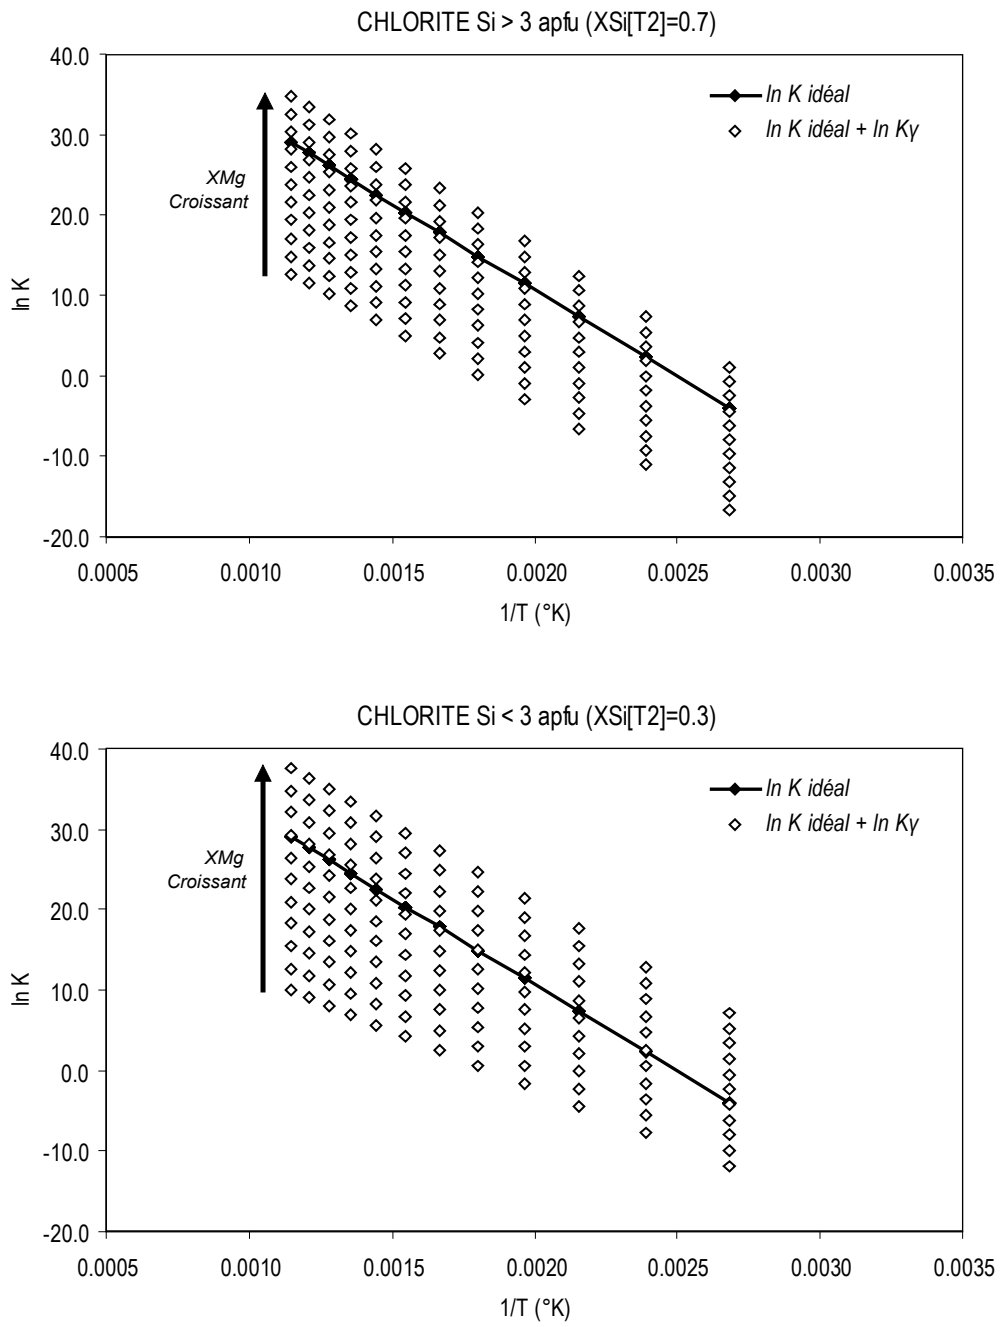 CHLORITE Si > 3 apfu (XSi[T2]=0.7)
40.0
30.0
20.0
10.0
0.0
-10.0
-20.0
ln K
XMg
Croissant
ln K idéal
ln K idéal + ln Kγ
0.0005 0.0010 0.0015 0.0020 0.0025 0.0030 0.0035
1/T (°K)
CHLORITE Si < 3 apfu (XSi[T2]=0.3)
40.0
30.0
20.0
10.0
0.0
-10.0
-20.0
ln K
XMg
Croissant
ln K idéal
ln K idéal + ln Kγ
0.0005 0.0010 0.0015 0.0020 0.0025 0.0030 0.0035
1/T (°K)